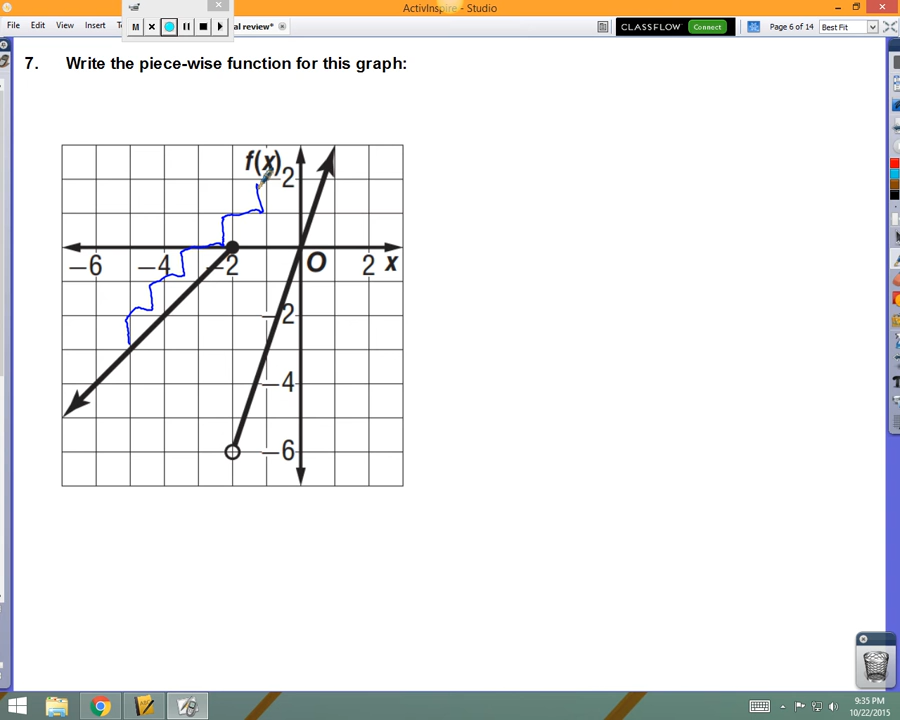 ActivInspire - Studio
M
File Edit View Insert T al review*
CLASSFLOW Connect Page 6 of 14 Best Fit
7. Write the piece-wise function for this graph:
f(x) 2
−6 −4 −2 O 2 x
−2
−4
−6
9:35 PM
10/22/2015